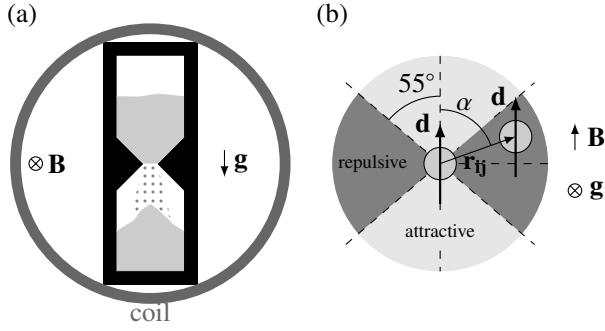 (a)
⊗ B
↓ g
coil
(b)
55°
α
d
d
repulsive
r_ij
attractive
↑ B
⊗ g